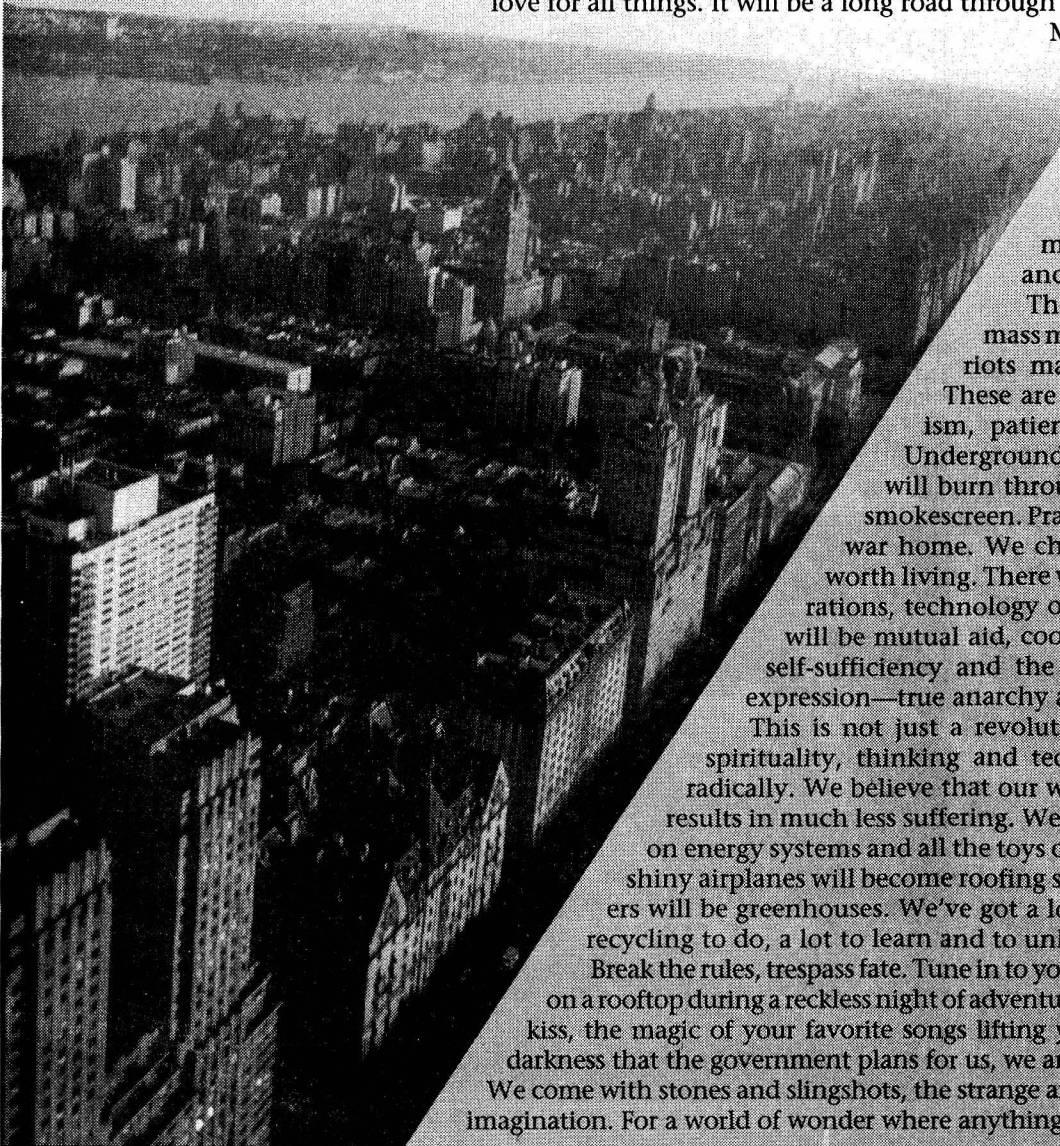 love for all things. It will be a long road through
M
m
and
Th
mass m
riots ma
These are
ism, patien
Underground
will burn throu
smokescreen. Pra
war home. We ch
worth living. There w
rations, technology o
will be mutual aid, coo
self-sufficiency and the
expression—true anarchy
This is not just a revolut
spirituality, thinking and tec
radically. We believe that our w
results in much less suffering. We
on energy systems and all the toys o
shiny airplanes will become roofing s
ers will be greenhouses. We've got a lo
recycling to do, a lot to learn and to unl
Break the rules, trespass fate. Tune in to yo
on a rooftop during a reckless night of adventu
kiss, the magic of your favorite songs lifting
darkness that the government plans for us, we ar
We come with stones and slingshots, the strange a
imagination. For a world of wonder where anything